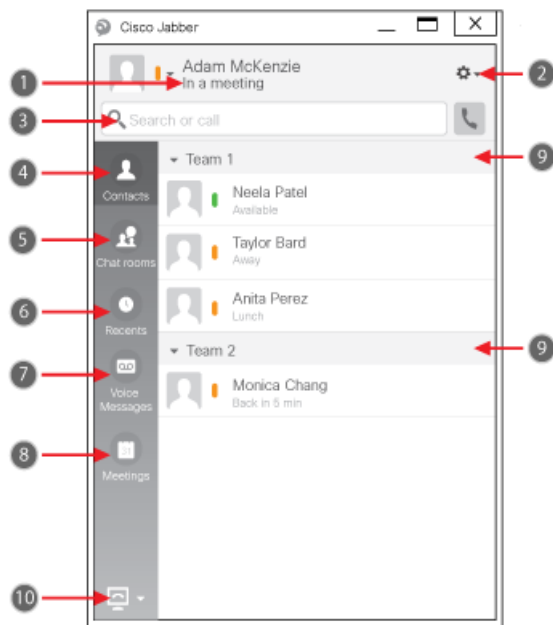 Cisco Jabber
Adam McKenzie
1
In a meeting
2
3
Search or call
9
Team 1
4
Contacts
Neela Patel
Available
5
Chat rooms
Taylor Bard
Away
6
Recents
Anita Perez
Lunch
9
Team 2
7
Voice
Messages
Monica Chang
Back in 5 min
8
31
Meetings
10